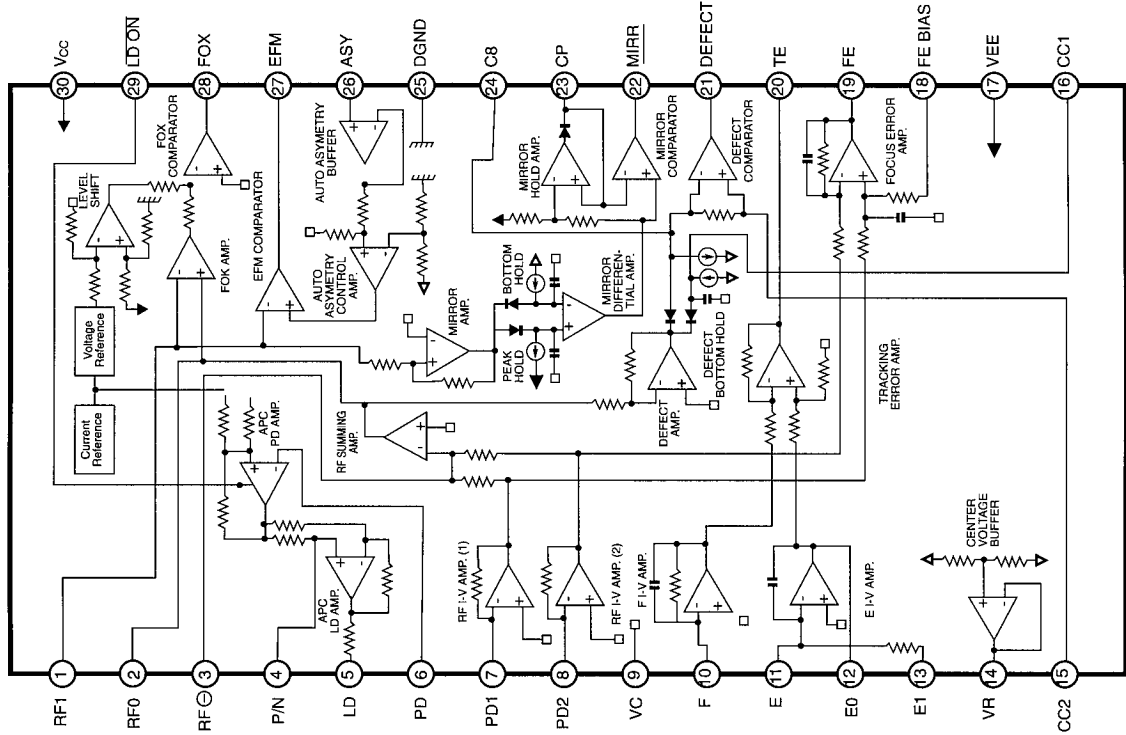 30
29
28
27
26
25
24
23
22
21
20
19
18
17
16
Vcc
LD ON
FOX
EFM
ASY
DGND
C8
CP
MIRR
DEFECT
TE
FE
FE BIAS
VEE
CC1
Current
Reference
Voltage
Reference
LEVEL
SHIFT
FOX
COMPARATOR
FOK AMP.
EFM COMPARATOR
AUTO ASYMETRY
BUFFER
AUTO
ASYMETRY
CONTROL
AMP.
MIRROR
AMP.
PEAK
HOLD
BOTTOM
HOLD
MIRROR
DIFFEREN-
TIAL AMP.
MIRROR
HOLD AMP.
MIRROR
COMPARATOR
DEFECT
COMPARATOR
DEFECT
AMP.
DEFECT
BOTTOM HOLD
FOCUS ERROR
AMP.
TRACKING
ERROR AMP.
APC
PD AMP.
APC
LD AMP.
RF SUMMING
AMP.
RF I-V AMP. (1)
RF I-V AMP. (2)
F I-V AMP.
E I-V AMP.
CENTER
VOLTAGE
BUFFER
1
2
3
4
5
6
7
8
9
10
11
12
13
14
15
RF1
RF0
RF⊖
P/N
LD
PD
PD1
PD2
VC
F
E
E0
E1
VR
CC2